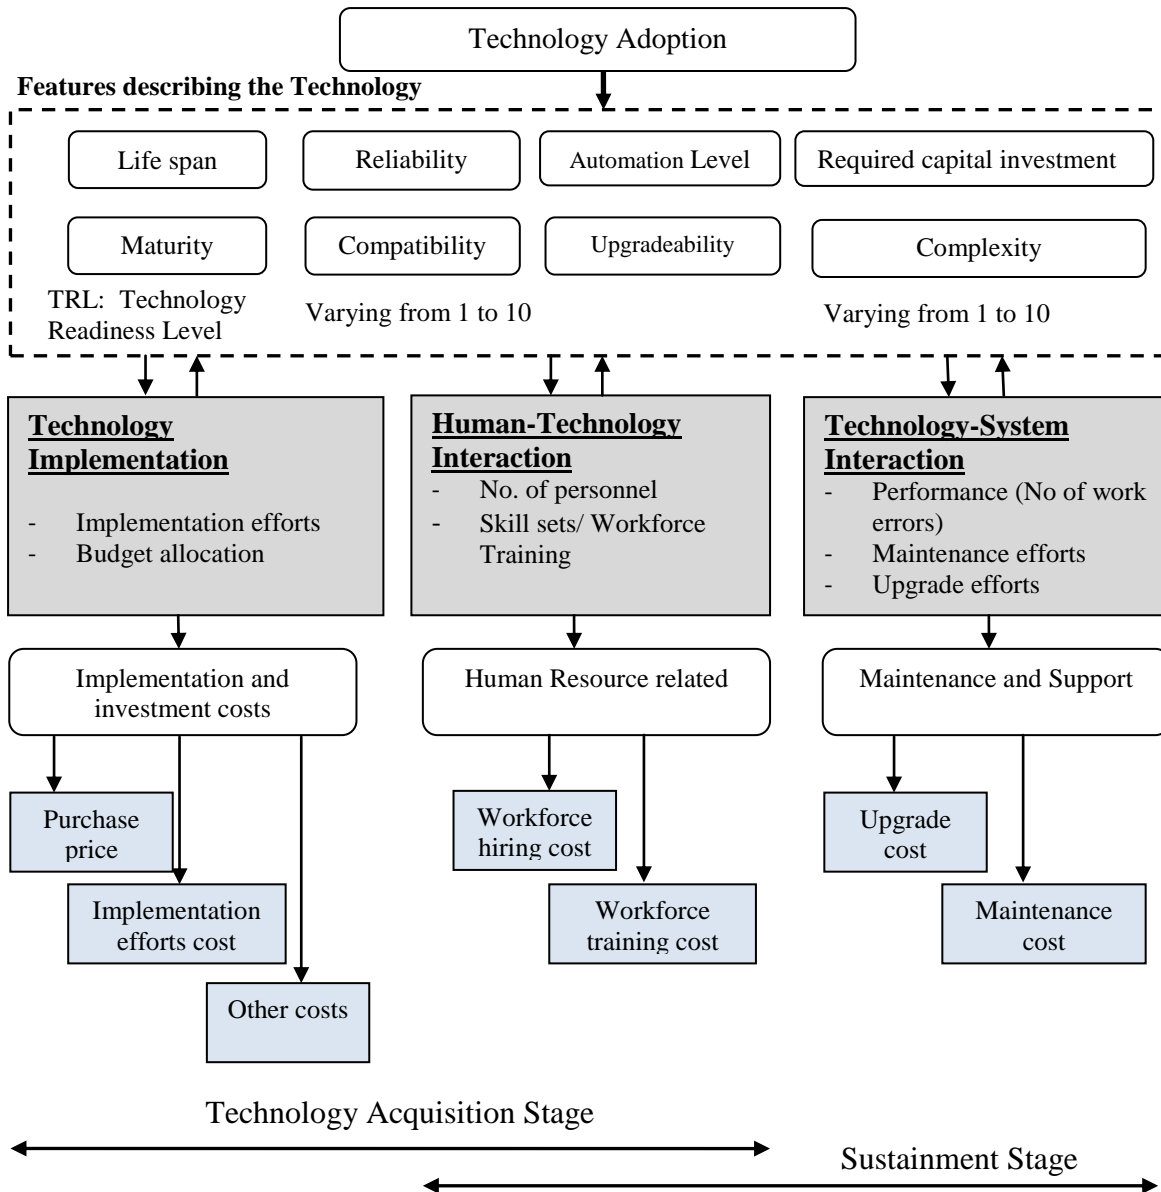 Technology Adoption
Features describing the Technology
Life span
Reliability
Automation Level
Required capital investment
Maturity
Compatibility
Upgradeability
Complexity
TRL: Technology
Readiness Level
Varying from 1 to 10
Varying from 1 to 10
Technology
Implementation
- Implementation efforts
- Budget allocation
Human-Technology
Interaction
- No. of personnel
- Skill sets/ Workforce
Training
Technology-System
Interaction
- Performance (No of work
errors)
- Maintenance efforts
- Upgrade efforts
Implementation and
investment costs
Human Resource related
Maintenance and Support
Purchase
price
Implementation
efforts cost
Other costs
Workforce
hiring cost
Workforce
training cost
Upgrade
cost
Maintenance
cost
Technology Acquisition Stage
Sustainment Stage